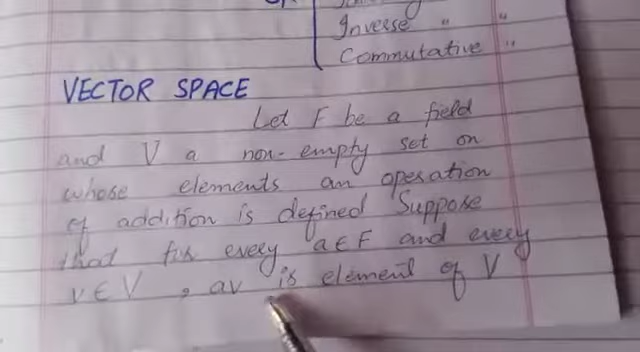 Inverse " "
Commutative "
VECTOR SPACE
Let F be a field
and V a non-empty set on
whose elements an operation
of addition is defined Suppose
that for every a∈F and every
v∈V, av is element of V